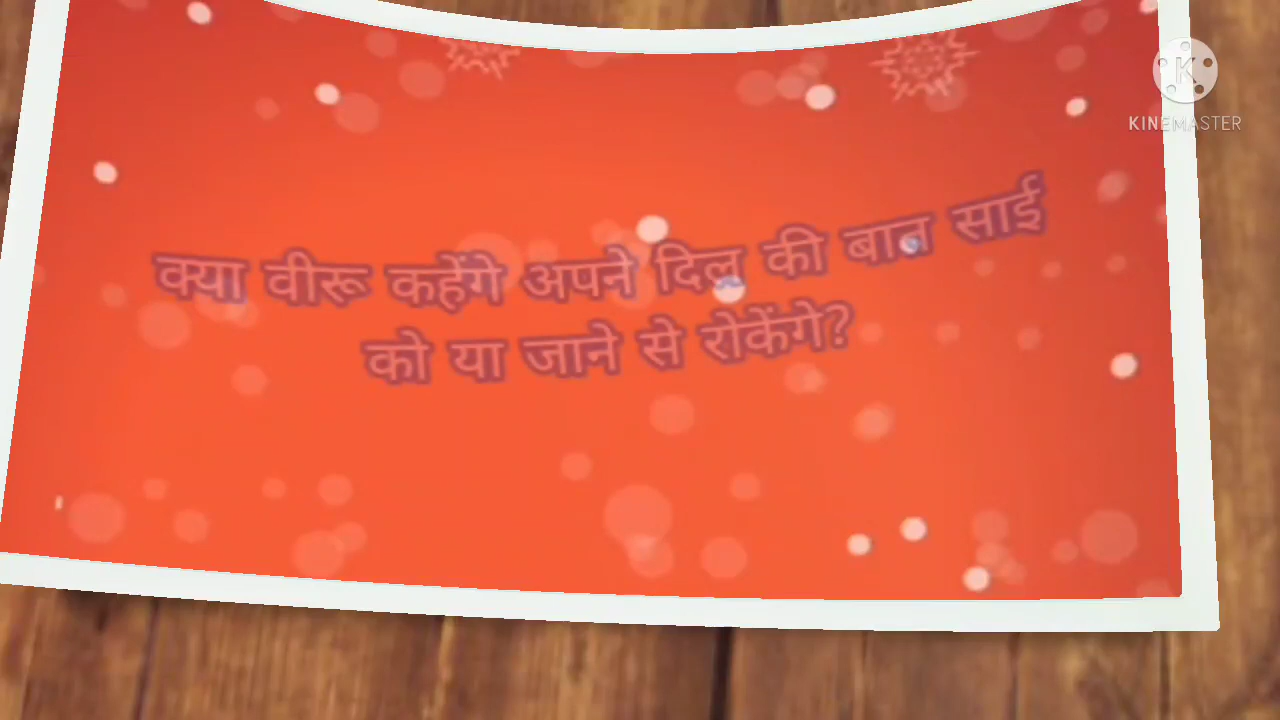 क्या वीरू कहेंगे अपने दिल की बात साई
को या जाने से रोकेंगे?
K
KINEMASTER